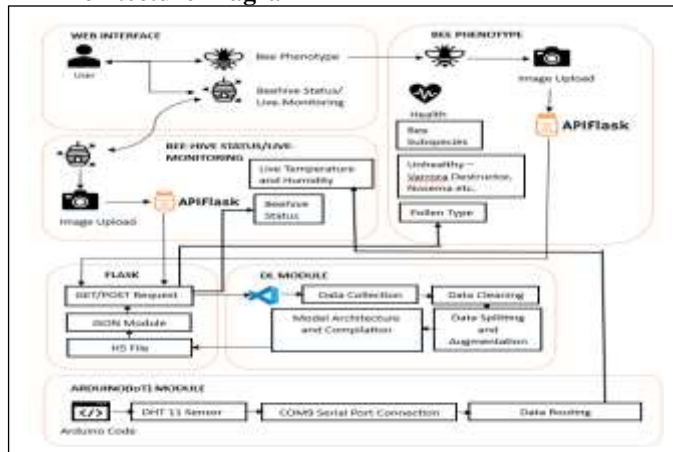 WEB INTERFACE
User
Bee Phenotype
Beehive Status/
Live Monitoring
BEE PHENOTYPE
Image Upload
APIFlask
Health
Bee
Subspecies
Unhealthy –
Varroa Destructor,
Nosema etc.
Pollen Type
BEE-HIVE STATUS/LIVE-
MONITORING
Image Upload
APIFlask
Live Temperature
and Humidity
Beehive
Status
FLASK
GET/POST Request
JSON Module
H5 File
DL MODULE
Data Collection
Data Cleaning
Model Architecture
and Compilation
Data Splitting
and
Augmentation
ARDUINO(IoT) MODULE
Arduino Code
DHT 11 Sensor
COM9 Serial Port Connection
Data Routing